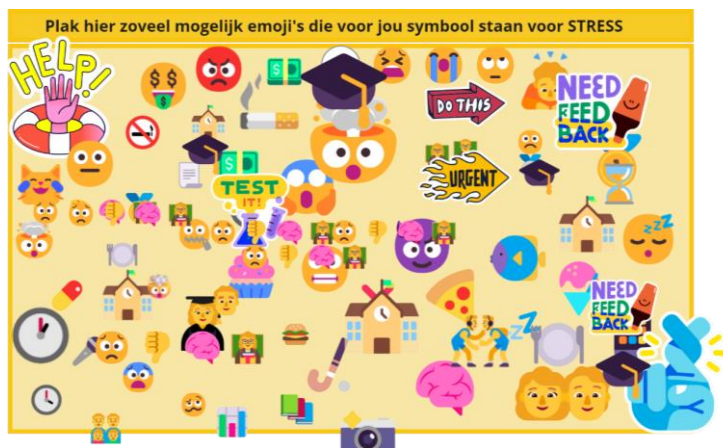 Plak hier zoveel mogelijk emoji's die voor jou symbool staan voor STRESS
HELP!
DO THIS
NEED
FEED
BACK
URGENT
TEST
IT!
NEED
FEED
BACK